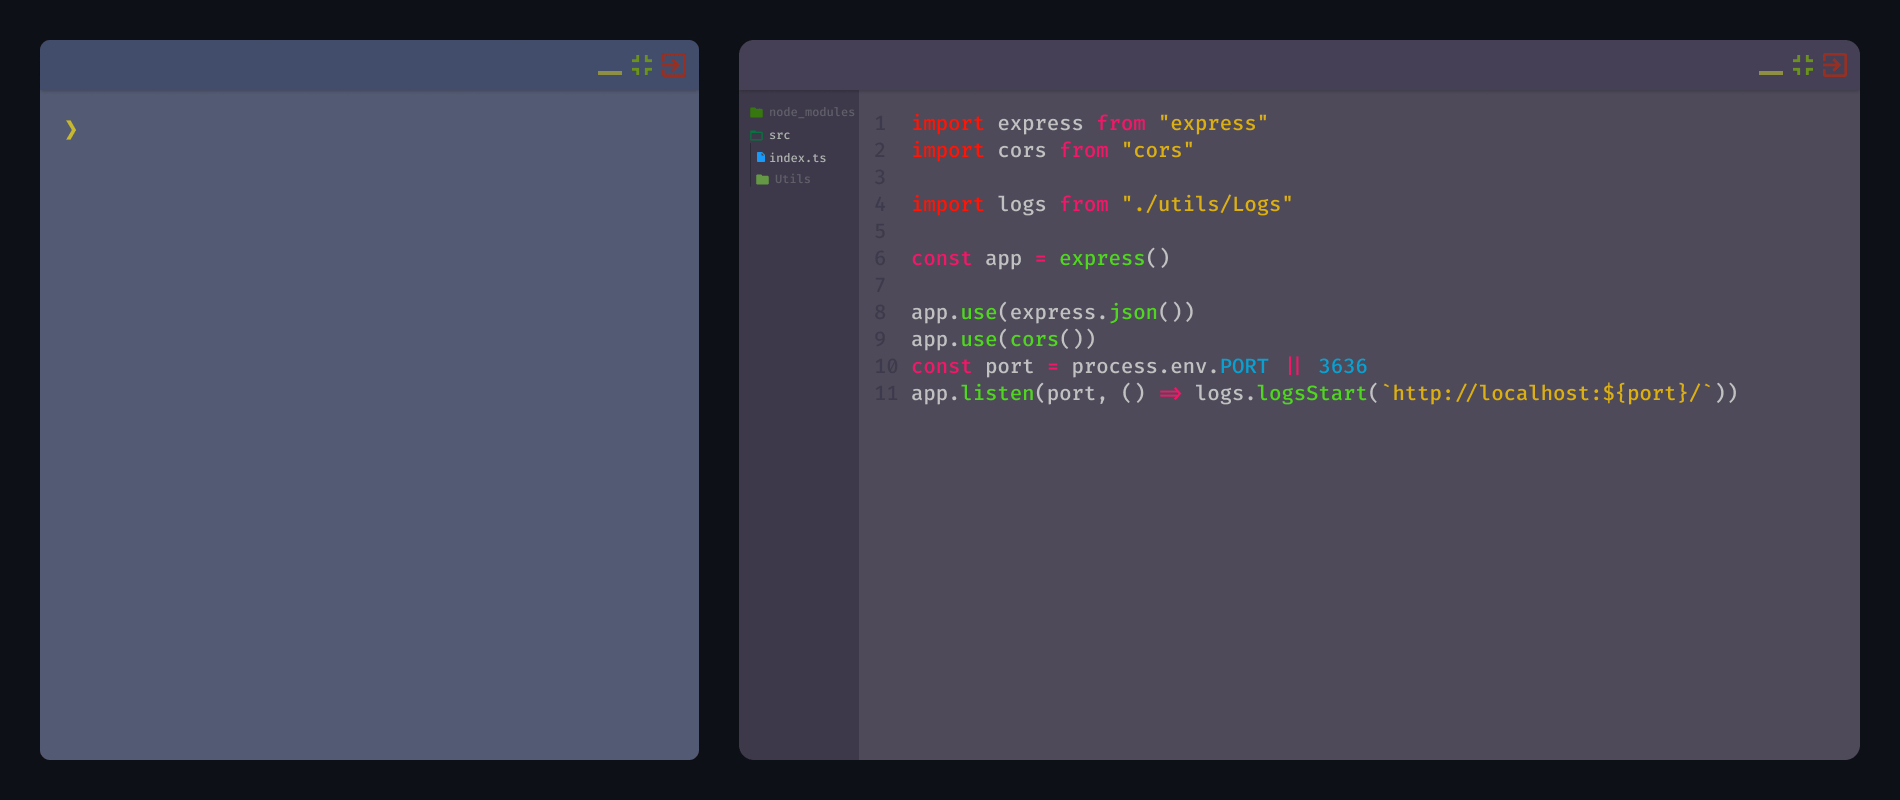 ❯
node_modules
src
index.ts
Utils
1 import express from "express"
2 import cors from "cors"
3
4 import logs from "./utils/Logs"
5
6 const app = express()
7
8 app.use(express.json())
9 app.use(cors())
10 const port = process.env.PORT || 3636
11 app.listen(port, () => logs.logsStart(`http://localhost:${port}/`))